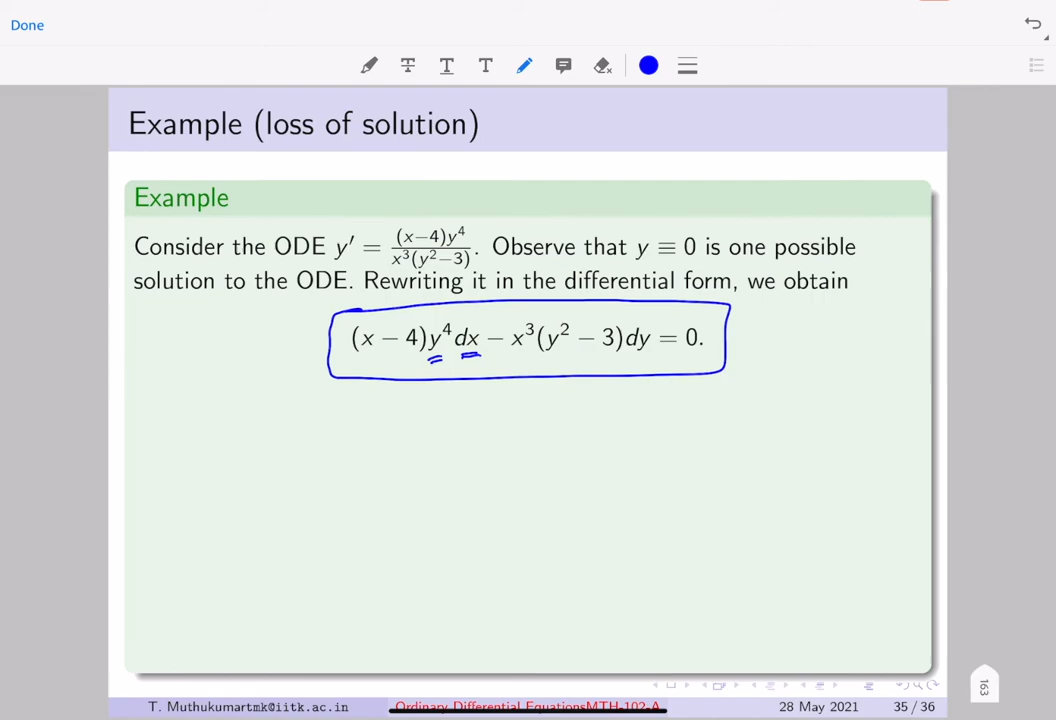 Done
Example (loss of solution)
Example
Consider the ODE y′ = (x−4)y⁴ / x³(y²−3). Observe that y ≡ 0 is one possible
solution to the ODE. Rewriting it in the differential form, we obtain
(x − 4)y⁴dx − x³(y² − 3)dy = 0.
163
T. Muthukumartmk@iitk.ac.in Ordinary Differential EquationsMTH-102-A 28 May 2021 35 / 36